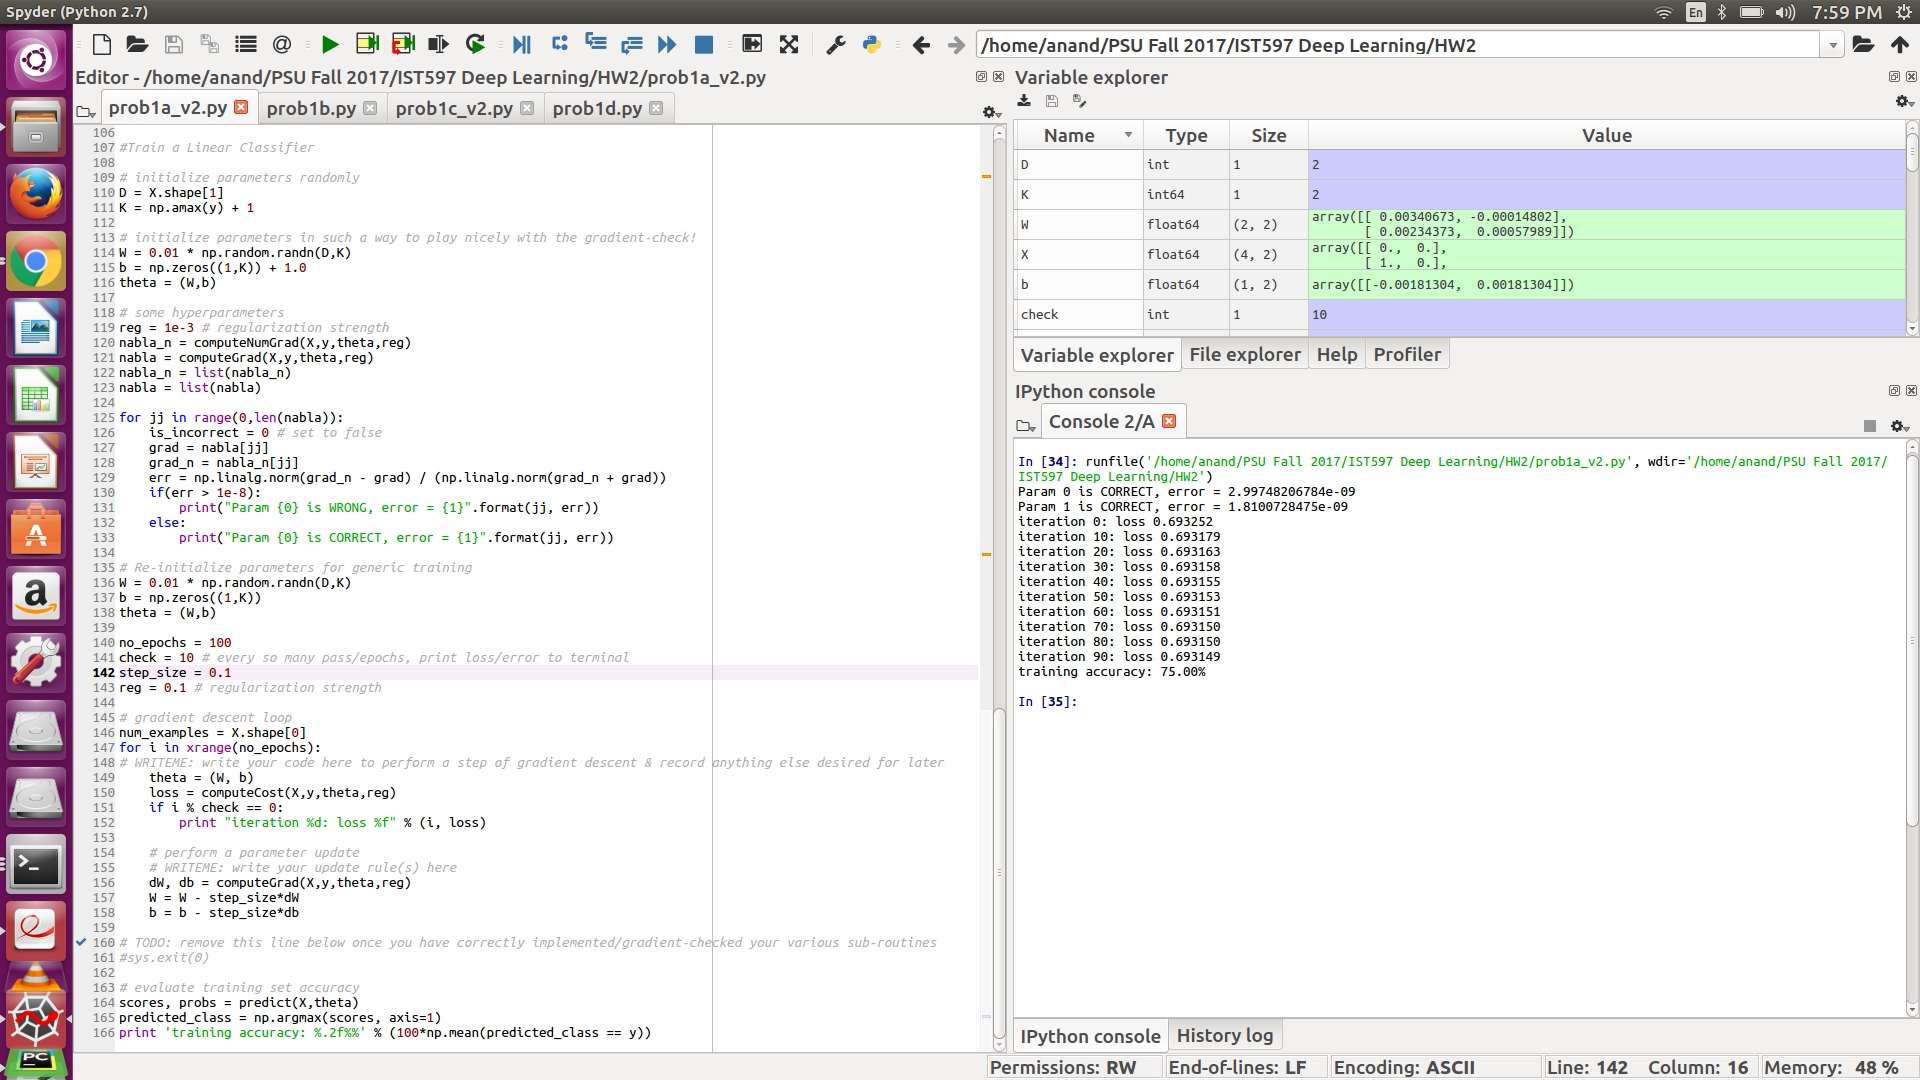 Spyder (Python 2.7)
En
7:59 PM
/home/anand/PSU Fall 2017/IST597 Deep Learning/HW2
Editor - /home/anand/PSU Fall 2017/IST597 Deep Learning/HW2/prob1a_v2.py
prob1a_v2.py
prob1b.py
prob1c_v2.py
prob1d.py
106
107 #Train a Linear Classifier
108
109 # initialize parameters randomly
110 D = X.shape[1]
111 K = np.amax(y) + 1
112
113 # initialize parameters in such a way to play nicely with the gradient-check!
114 W = 0.01 * np.random.randn(D,K)
115 b = np.zeros((1,K)) + 1.0
116 theta = (W,b)
117
118 # some hyperparameters
119 reg = 1e-3 # regularization strength
120 nabla_n = computeNumGrad(X,y,theta,reg)
121 nabla = computeGrad(X,y,theta,reg)
122 nabla_n = list(nabla_n)
123 nabla = list(nabla)
124
125 for jj in range(0,len(nabla)):
126     is_incorrect = 0 # set to false
127     grad = nabla[jj]
128     grad_n = nabla_n[jj]
129     err = np.linalg.norm(grad_n - grad) / (np.linalg.norm(grad_n + grad))
130     if(err > 1e-8):
131         print("Param {0} is WRONG, error = {1}".format(jj, err))
132     else:
133         print("Param {0} is CORRECT, error = {1}".format(jj, err))
134
135 # Re-initialize parameters for generic training
136 W = 0.01 * np.random.randn(D,K)
137 b = np.zeros((1,K))
138 theta = (W,b)
139
140 no_epochs = 100
141 check = 10 # every so many pass/epochs, print loss/error to terminal
142 step_size = 0.1
143 reg = 0.1 # regularization strength
144
145 # gradient descent loop
146 num_examples = X.shape[0]
147 for i in xrange(no_epochs):
148 # WRITEME: write your code here to perform a step of gradient descent & record anything else desired for later
149     theta = (W, b)
150     loss = computeCost(X,y,theta,reg)
151     if i % check == 0:
152         print "iteration %d: loss %f" % (i, loss)
153
154     # perform a parameter update
155     # WRITEME: write your update rule(s) here
156     dW, db = computeGrad(X,y,theta,reg)
157     W = W - step_size*dW
158     b = b - step_size*db
159
160 # TODO: remove this line below once you have correctly implemented/gradient-checked your various sub-routines
161 #sys.exit(0)
162
163 # evaluate training set accuracy
164 scores, probs = predict(X,theta)
165 predicted_class = np.argmax(scores, axis=1)
166 print 'training accuracy: %.2f%%' % (100*np.mean(predicted_class == y))
Variable explorer
Name Type Size Value
D int 1 2
K int64 1 2
W float64 (2, 2) array([[ 0.00340673, -0.00014802],
[ 0.00234373,  0.00057989]])
X float64 (4, 2) array([[ 0.,  0.],
[ 1.,  0.],
b float64 (1, 2) array([[-0.00181304,  0.00181304]])
check int 1 10
Variable explorer File explorer Help Profiler
IPython console
Console 2/A
In [34]: runfile('/home/anand/PSU Fall 2017/IST597 Deep Learning/HW2/prob1a_v2.py', wdir='/home/anand/PSU Fall 2017/
IST597 Deep Learning/HW2')
Param 0 is CORRECT, error = 2.99748206784e-09
Param 1 is CORRECT, error = 1.8100728475e-09
iteration 0: loss 0.693252
iteration 10: loss 0.693179
iteration 20: loss 0.693163
iteration 30: loss 0.693158
iteration 40: loss 0.693155
iteration 50: loss 0.693153
iteration 60: loss 0.693151
iteration 70: loss 0.693150
iteration 80: loss 0.693150
iteration 90: loss 0.693149
training accuracy: 75.00%
In [35]:
IPython console History log
Permissions: RW End-of-lines: LF Encoding: ASCII Line: 142 Column: 16 Memory: 48 %
a
>_
PC